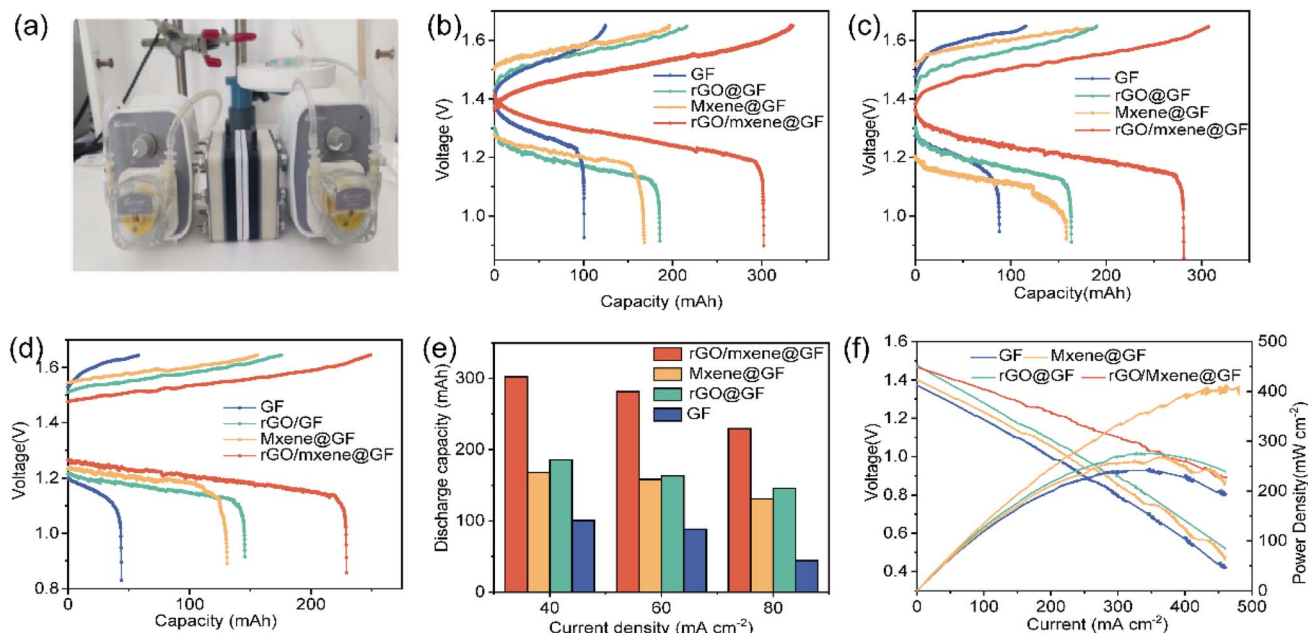 (a)
(b)
1.6
1.4
1.2
1.0
Voltage (V)
GF
rGO@GF
Mxene@GF
rGO/mxene@GF
0
100
200
300
Capacity (mAh)
(c)
1.6
1.4
1.2
1.0
Voltage(V)
GF
rGO@GF
Mxene@GF
rGO/mxene@GF
0
100
200
300
Capacity(mAh)
(d)
1.6
1.4
1.2
1.0
0.8
Voltage(V)
GF
rGO/GF
Mxene@GF
rGO/mxene@GF
0
100
200
Capacity (mAh)
(e)
300
200
100
0
Discharge capacity (mAh)
rGO/mxene@GF
Mxene@GF
rGO@GF
GF
40
60
80
Current density (mA cm-2)
(f)
1.6
1.4
1.2
1.0
0.8
0.6
0.4
Voltage(V)
GF
Mxene@GF
rGO@GF
rGO/Mxene@GF
500
450
400
350
300
250
200
150
100
50
0
Power Density(mW cm-2)
0
100
200
300
400
500
Current (mA cm-2)